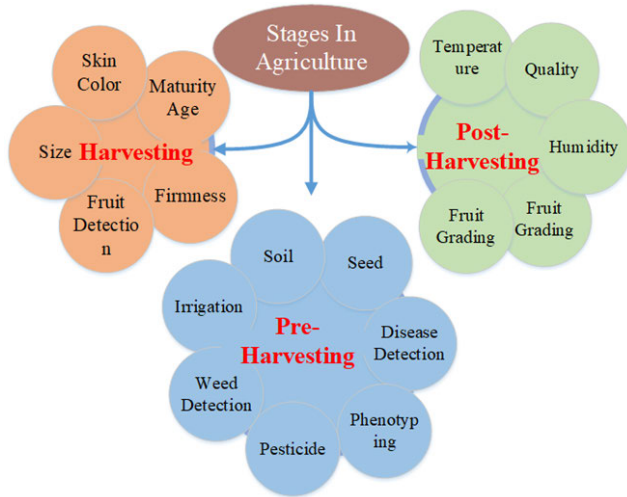 Stages In
Agriculture
Skin
Color
Maturity
Age
Size
Harvesting
Fruit
Detectio
n
Firmness
Temperat
ure
Quality
Post-
Harvesting
Humidity
Fruit
Grading
Fruit
Grading
Soil
Seed
Irrigation
Pre-
Harvesting
Disease
Detection
Weed
Detection
Phenotyp
ing
Pesticide